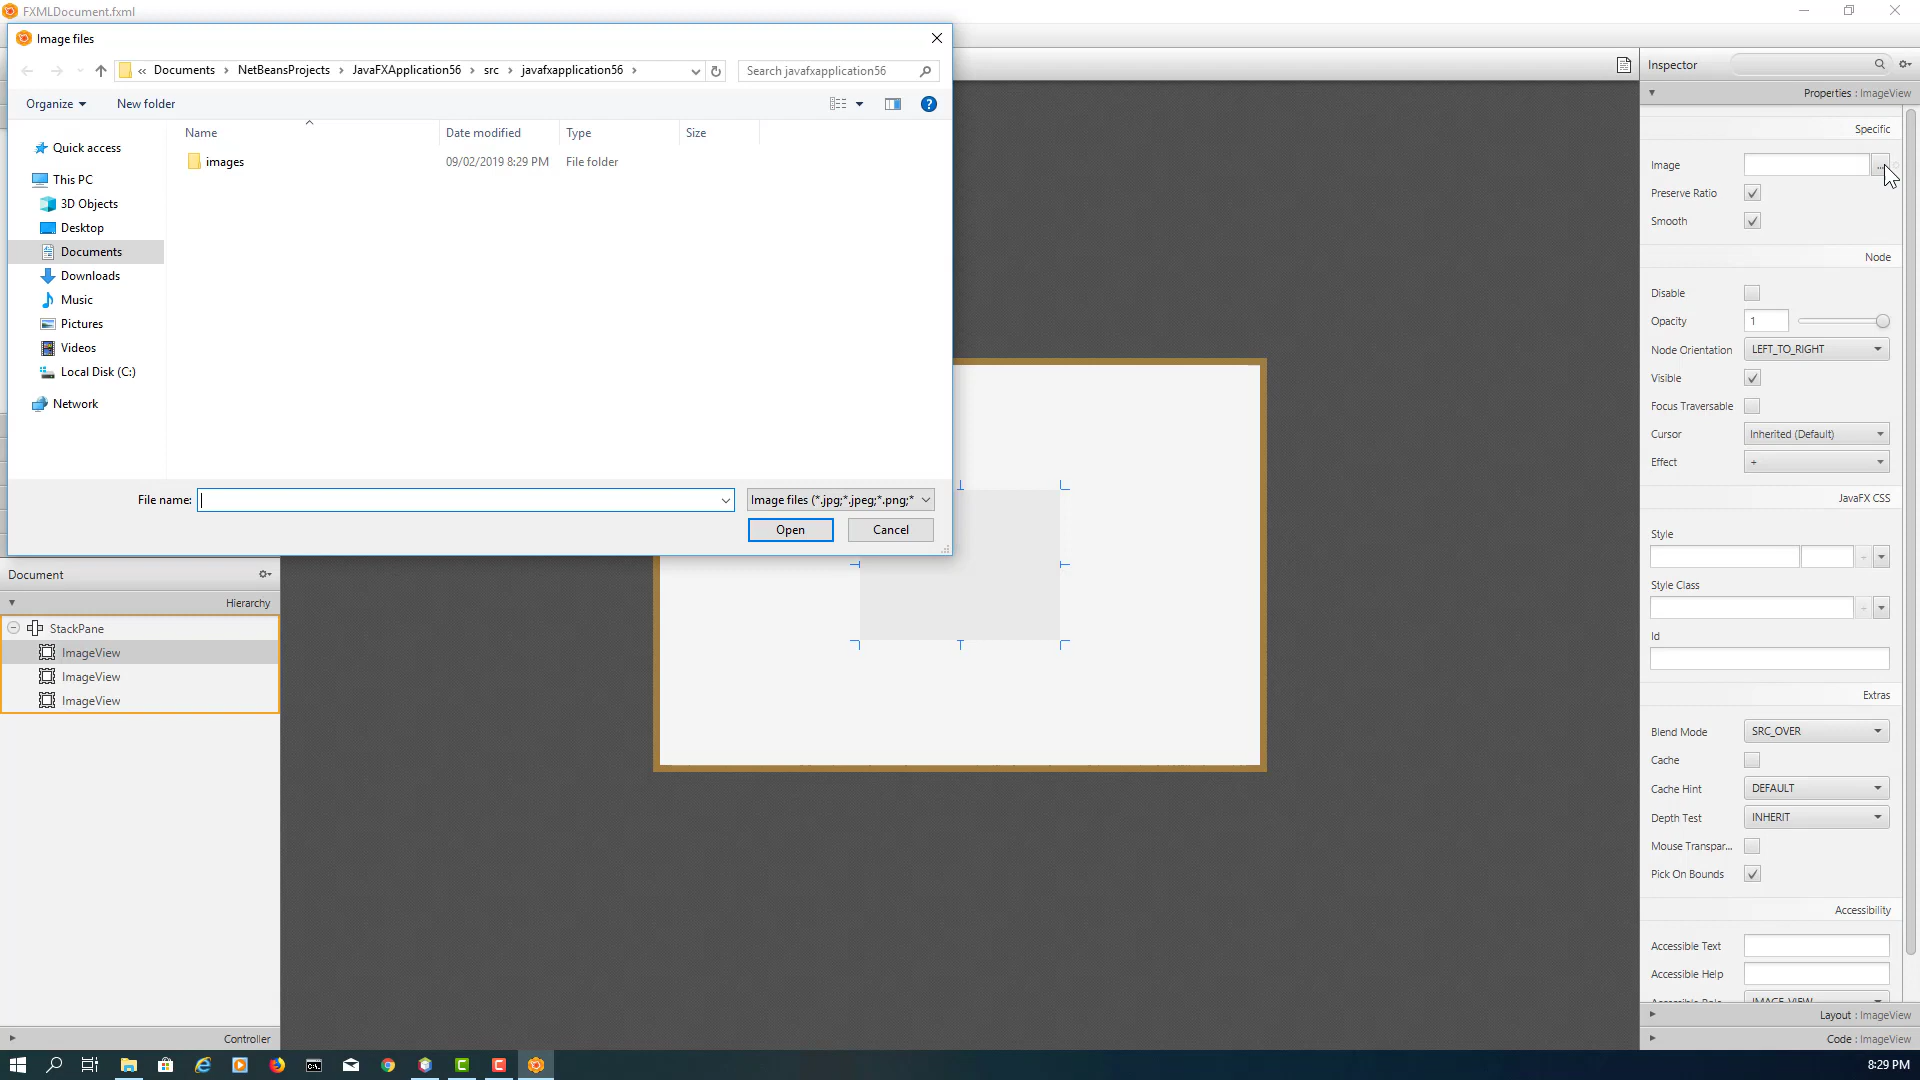 FXMLDocument.fxml
Image files
« Documents > NetBeansProjects > JavaFXApplication56 > src > javafxapplication56 >
Search javafxapplication56
Organize
New folder
Name
Date modified
Type
Size
images
09/02/2019 8:29 PM
File folder
Quick access
This PC
3D Objects
Desktop
Documents
Downloads
Music
Pictures
Videos
Local Disk (C:)
Network
File name:
Image files (*.jpg;*.jpeg;*.png;*
Open
Cancel
Document
Hierarchy
StackPane
ImageView
ImageView
ImageView
Controller
Inspector
Properties : ImageView
Specific
Image
Preserve Ratio
Smooth
Node
Disable
Opacity
1
Node Orientation
LEFT_TO_RIGHT
Visible
Focus Traversable
Cursor
Inherited (Default)
Effect
+
JavaFX CSS
Style
Style Class
Id
Extras
Blend Mode
SRC_OVER
Cache
Cache Hint
DEFAULT
Depth Test
INHERIT
Mouse Transpar...
Pick On Bounds
Accessibility
Accessible Text
Accessible Help
Layout : ImageView
Code : ImageView
8:29 PM